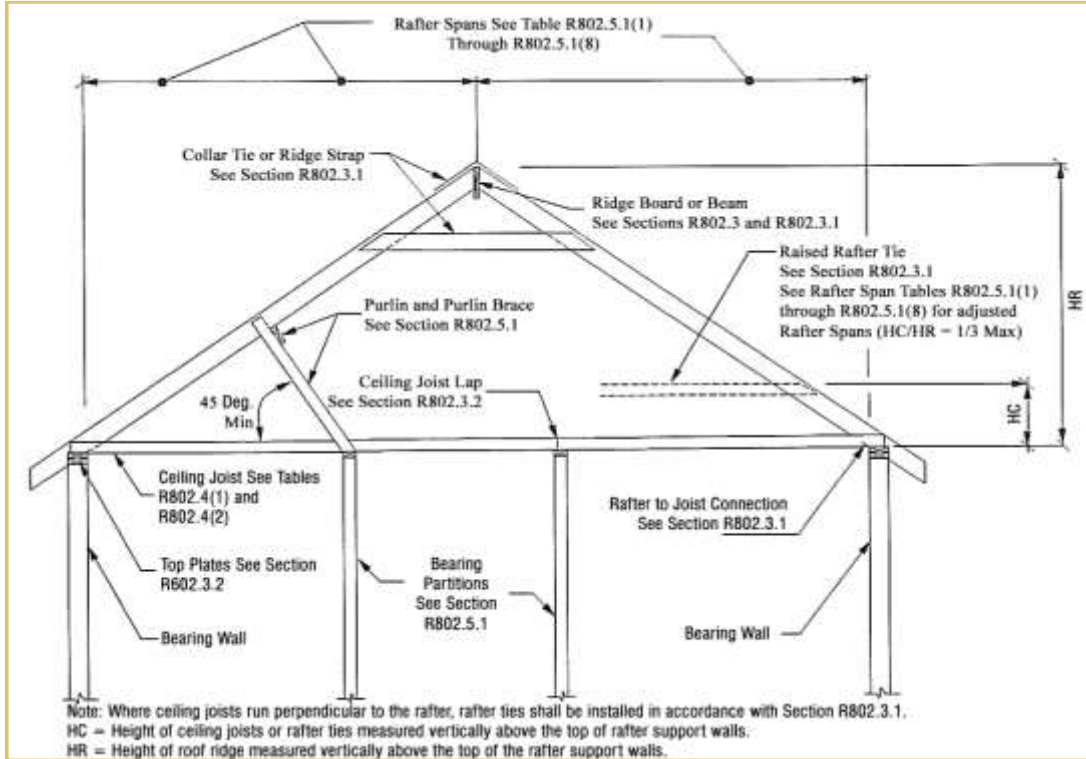 Rafter Spans See Table R802.5.1(1)
Through R802.5.1(8)
Collar Tie or Ridge Strap
See Section R802.3.1
Ridge Board or Beam
See Sections R802.3 and R802.3.1
Raised Rafter Tie
See Section R802.3.1
See Rafter Span Tables R802.5.1(1)
through R802.5.1(8) for adjusted
Rafter Spans (HC/HR = 1/3 Max)
HR
Purlin and Purlin Brace
See Section R802.5.1
Ceiling Joist Lap
See Section R802.3.2
45 Deg.
Min
HC
Ceiling Joist See Tables
R802.4(1) and
R802.4(2)
Rafter to Joist Connection
See Section R802.3.1
Top Plates See Section
R602.3.2
Bearing
Partitions
See Section
R802.5.1
Bearing Wall
Bearing Wall
Note: Where ceiling joists run perpendicular to the rafter, rafter ties shall be installed in accordance with Section R802.3.1.
HC = Height of ceiling joists or rafter ties measured vertically above the top of rafter support walls.
HR = Height of roof ridge measured vertically above the top of the rafter support walls.